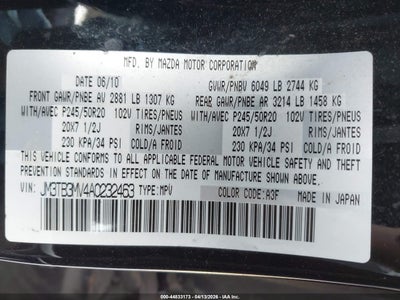 MFD. BY MAZDA MOTOR CORPORATION
DATE 06/10 GVWR/PNBV 6049 LB 2744 KG
FRONT GAWR/PNBE AV 2881 LB 1307 KG REAR GAWR/PNBE AR 3214 LB 1458 KG
WITH/AVEC P245/50R20 102V TIRES/PNEUS WITH/AVEC P245/50R20 102V TIRES/PNEUS
20X7 1/2J RIMS/JANTES 20X7 1/2J RIMS/JANTES
230 KPA/34 PSI COLD/A FROID 230 KPA/34 PSI COLD/A FROID
THIS VEHICLE CONFORMS TO ALL APPLICABLE FEDERAL MOTOR VEHICLE SAFETY AND THEFT
PREVENTION STANDARDS IN EFFECT ON THE DATE OF MANUFACTURE SHOWN ABOVE.
JM3TB3MV4A0232463 TYPE:MPV COLOR CODE:A3F MADE IN JAPAN
www.iaai.com 000-44833173 04/13/2026 Copyright © IAA, Inc.